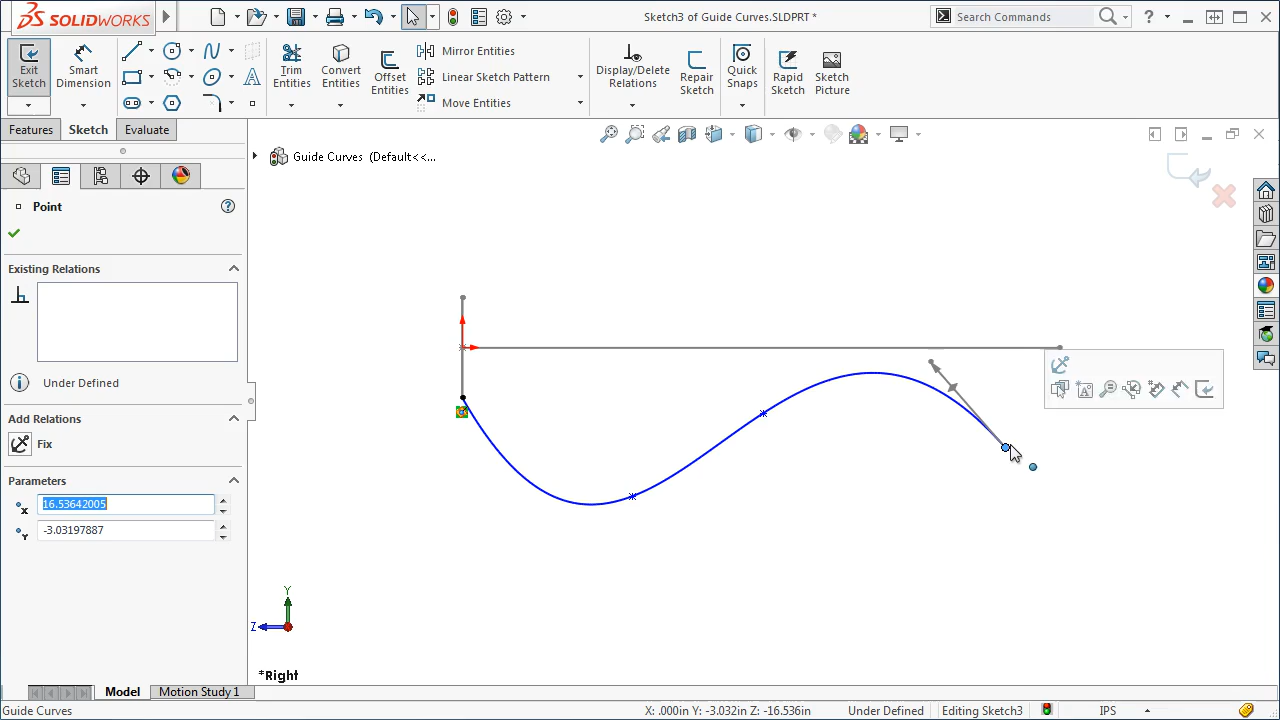 SOLIDWORKS
Sketch3 of Guide Curves.SLDPRT *
Search Commands
?
Exit Sketch
Smart Dimension
Trim Entities
Convert Entities
Offset Entities
Mirror Entities
Linear Sketch Pattern
Move Entities
Display/Delete Relations
Repair Sketch
Quick Snaps
Rapid Sketch
Sketch Picture
Features
Sketch
Evaluate
Guide Curves (Default<<...
Point
?
Existing Relations
Under Defined
Add Relations
Fix
Parameters
X
16.53642005
Y
-3.03197887
Y
Z
*Right
Model
Motion Study 1
Guide Curves
X: .000in Y: -3.032in Z: -16.536in
Under Defined
Editing Sketch3
IPS